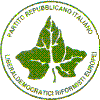 PARTITO REPUBBLICANO ITALIANO
LIBERALDEMOCRATICI RIFORMISTI EUROPEI